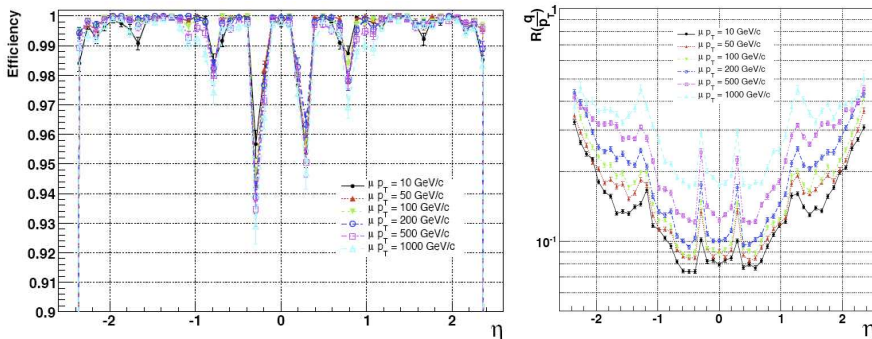 Efficiency
1
0.99
0.98
0.97
0.96
0.95
0.94
0.93
0.92
0.91
0.9
-2 -1 0 1 2 η
μ p_T = 10 GeV/c
μ p_T = 50 GeV/c
μ p_T = 100 GeV/c
μ p_T = 200 GeV/c
μ p_T = 500 GeV/c
μ p_T = 1000 GeV/c
R(q/p_T)
1
10^-1
-2 -1 0 1 2 η
μ p_T = 10 GeV/c
μ p_T = 50 GeV/c
μ p_T = 100 GeV/c
μ p_T = 200 GeV/c
μ p_T = 500 GeV/c
μ p_T = 1000 GeV/c